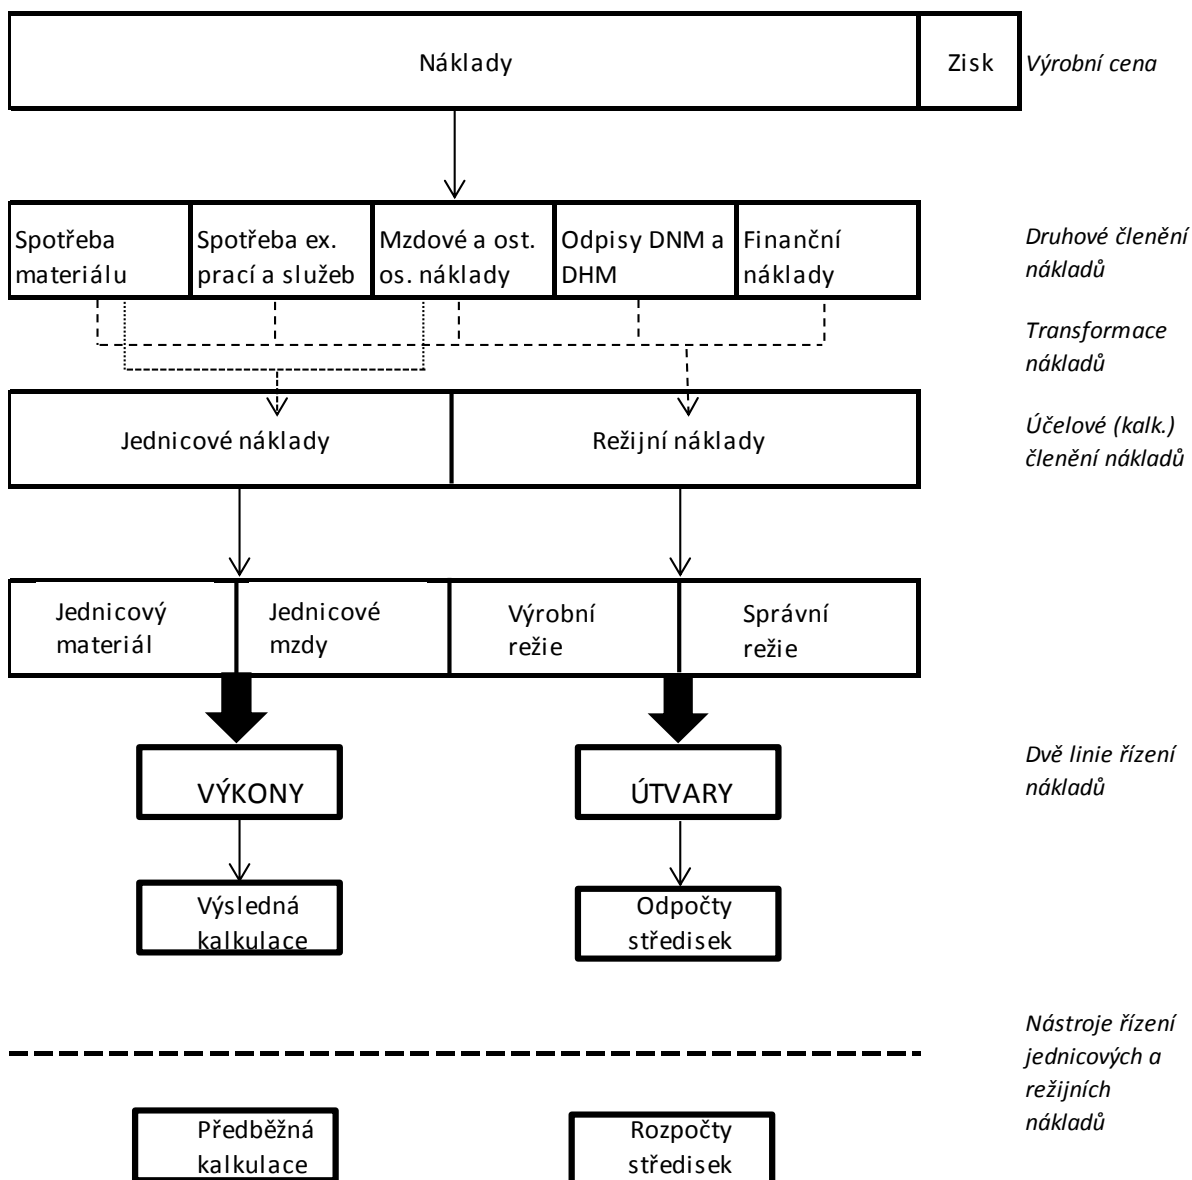 Náklady
Zisk
Výrobní cena
Spotřeba
materiálu
Spotřeba ex.
prací a služeb
Mzdové a ost.
os. náklady
Odpisy DNM a
DHM
Finanční
náklady
Druhové členění
nákladů
Transformace
nákladů
Jednicové náklady
Režijní náklady
Účelové (kalk.)
členění nákladů
Jednicový
materiál
Jednicové
mzdy
Výrobní
režie
Správní
režie
VÝKONY
ÚTVARY
Dvě linie řízení
nákladů
Výsledná
kalkulace
Odpočty
středisek
Nástroje řízení
jednicových a
režijních
nákladů
Předběžná
kalkulace
Rozpočty
středisek